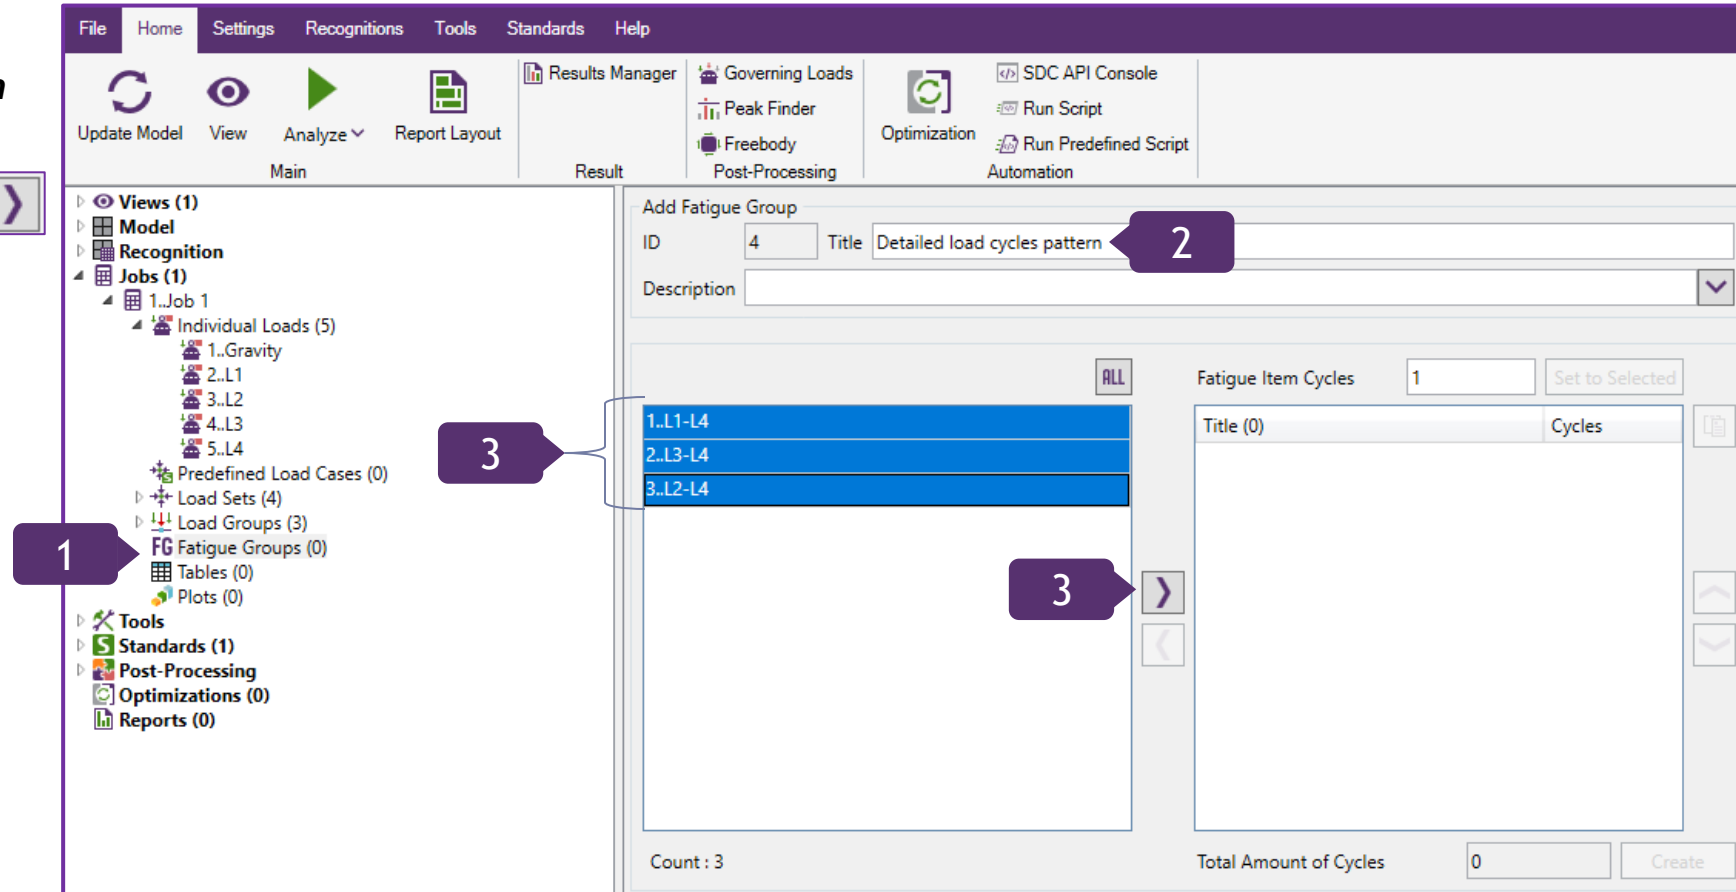 File Home Settings Recognitions Tools Standards Help
n
Update Model View Analyze Report Layout
Main
Results Manager
Result
Governing Loads
Peak Finder
Freebody
Post-Processing
Optimization
SDC API Console
Run Script
Run Predefined Script
Automation
Views (1)
Model
Recognition
Jobs (1)
1..Job 1
Individual Loads (5)
1..Gravity
2..L1
3..L2
4..L3
5..L4
Predefined Load Cases (0)
Load Sets (4)
Load Groups (3)
1
FG Fatigue Groups (0)
Tables (0)
Plots (0)
Tools
S Standards (1)
Post-Processing
Optimizations (0)
Reports (0)
Add Fatigue Group
ID 4 Title Detailed load cycles pattern 2
Description
ALL
3
1..L1-L4
2..L3-L4
3..L2-L4
3
Count : 3
Fatigue Item Cycles 1 Set to Selected
Title (0) Cycles
Total Amount of Cycles 0 Create